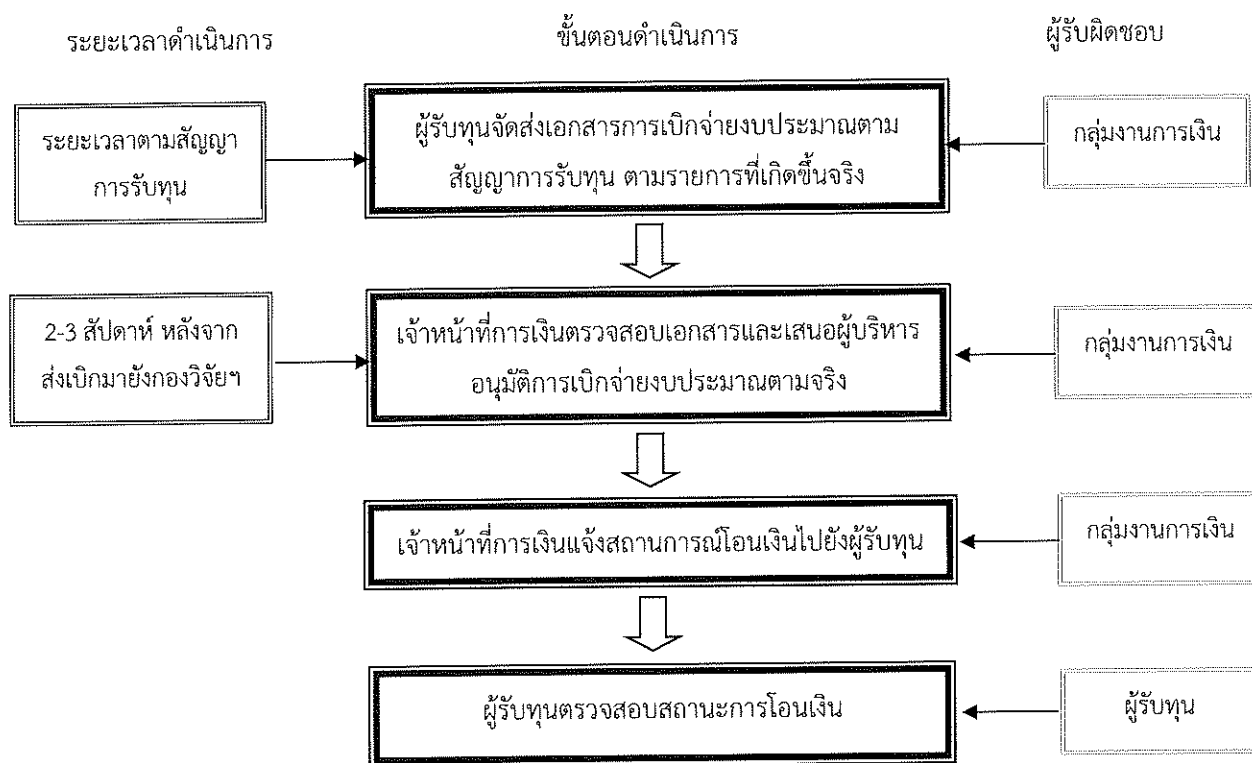 ระยะเวลาดำเนินการ
ขั้นตอนดำเนินการ
ผู้รับผิดชอบ
ระยะเวลาตามสัญญา
การรับทุน
ผู้รับทุนจัดส่งเอกสารการเบิกจ่ายงบประมาณตาม
สัญญาการรับทุน ตามรายการที่เกิดขึ้นจริง
กลุ่มงานการเงิน
2-3 สัปดาห์ หลังจาก
ส่งเบิกมายังกองวิจัยฯ
เจ้าหน้าที่การเงินตรวจสอบเอกสารและเสนอผู้บริหาร
อนุมัติการเบิกจ่ายงบประมาณตามจริง
กลุ่มงานการเงิน
เจ้าหน้าที่การเงินแจ้งสถานการณ์โอนเงินไปยังผู้รับทุน
กลุ่มงานการเงิน
ผู้รับทุนตรวจสอบสถานะการโอนเงิน
ผู้รับทุน